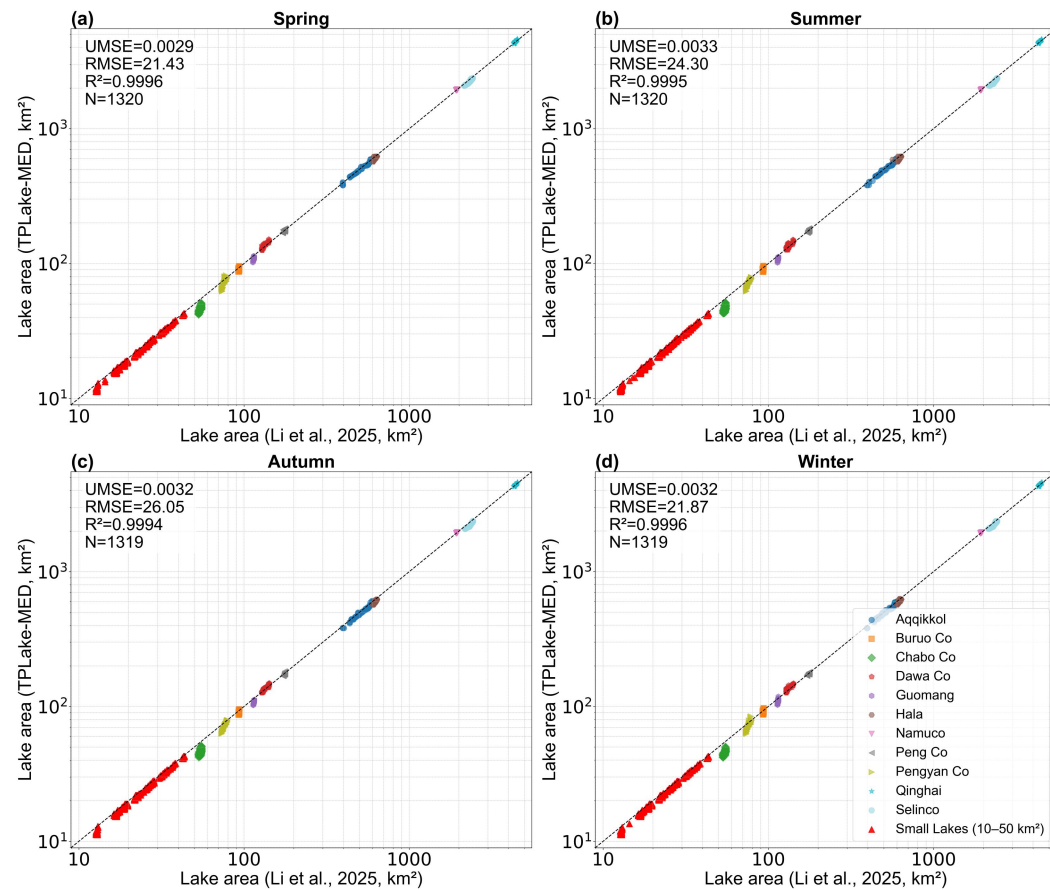 (a) Spring
UMSE=0.0029
RMSE=21.43
R²=0.9996
N=1320
10³
10²
10¹
Lake area (TPLake-MED, km²)
10 100 1000
Lake area (Li et al., 2025, km²)
(b) Summer
UMSE=0.0033
RMSE=24.30
R²=0.9995
N=1320
10³
10²
10¹
Lake area (TPLake-MED, km²)
10 100 1000
Lake area (Li et al., 2025, km²)
(c) Autumn
UMSE=0.0032
RMSE=26.05
R²=0.9994
N=1319
10³
10²
10¹
Lake area (TPLake-MED, km²)
10 100 1000
Lake area (Li et al., 2025, km²)
(d) Winter
UMSE=0.0032
RMSE=21.87
R²=0.9996
N=1319
10³
10²
10¹
Lake area (TPLake-MED, km²)
Aqqikkol
Buruo Co
Chabo Co
Dawa Co
Guomang
Hala
Namuco
Peng Co
Pengyan Co
Qinghai
Selinco
Small Lakes (10–50 km²)
10 100 1000
Lake area (Li et al., 2025, km²)